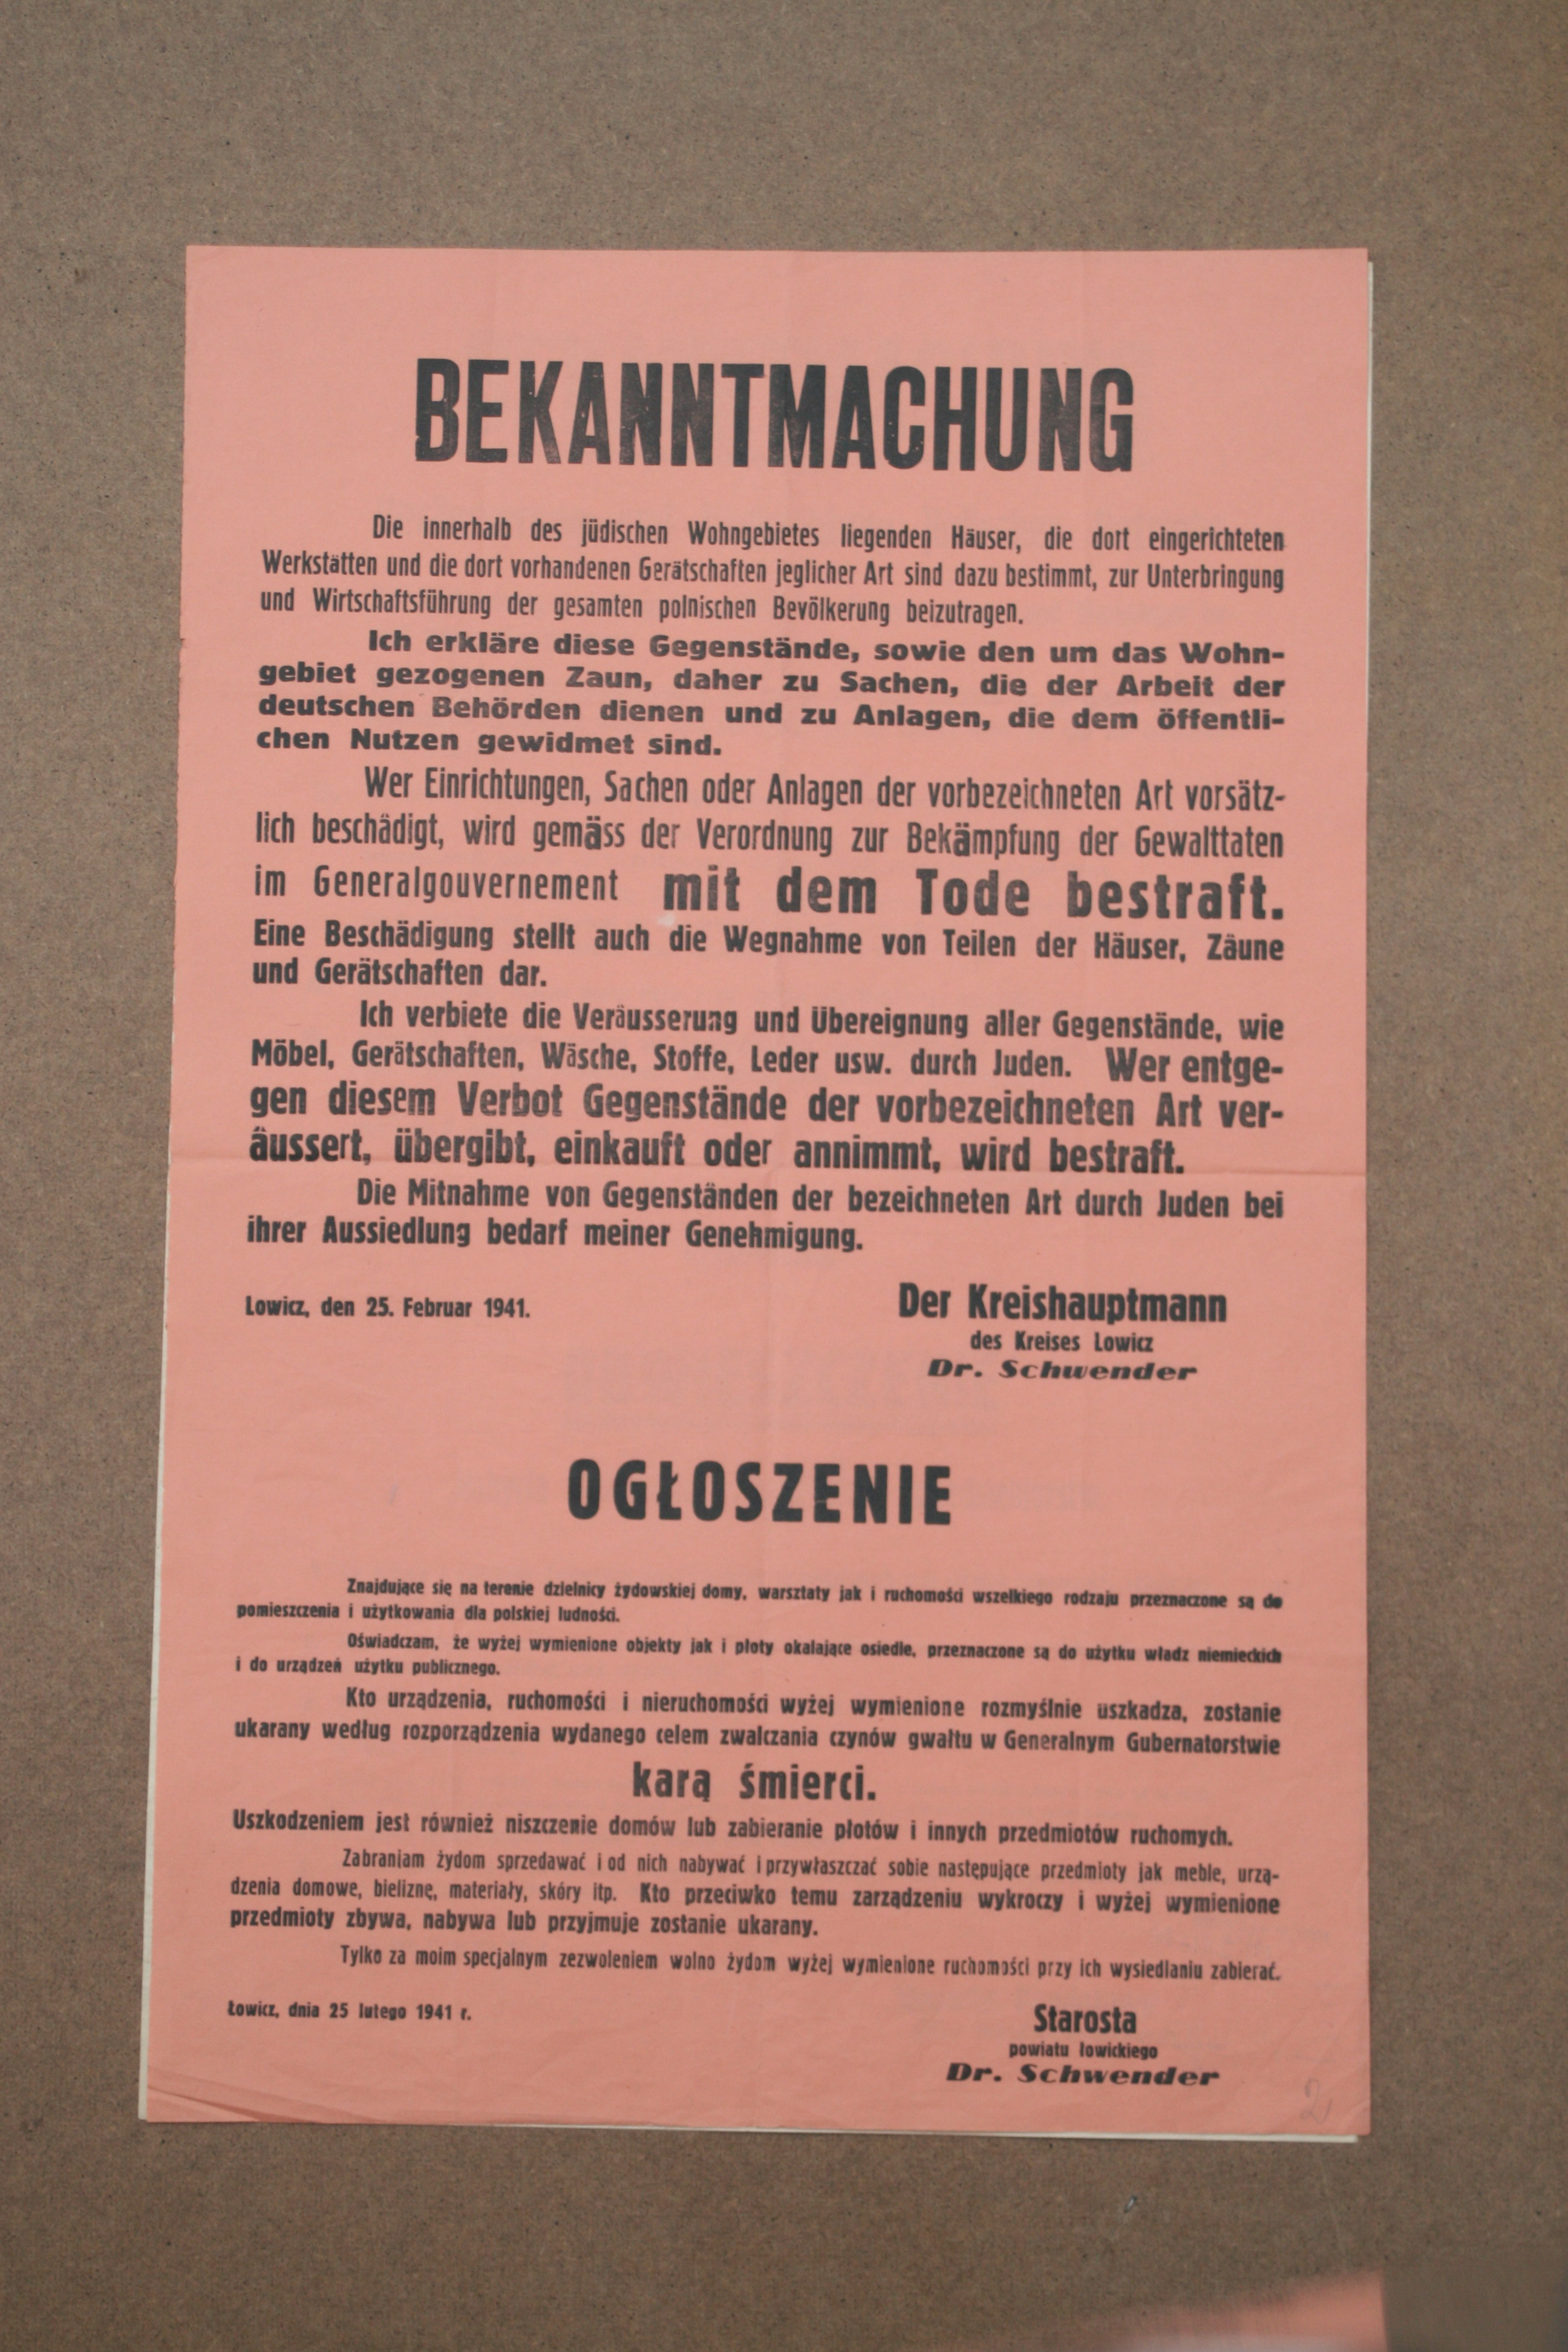 BEKANNTMACHUNG
Die innerhalb des jüdischen Wohngebietes liegenden Häuser, die dort eingerichteten
Werkstätten und die dort vorhandenen Gerätschaften jeglicher Art sind dazu bestimmt, zur Unterbringung
und Wirtschaftsführung der gesamten polnischen Bevölkerung beizutragen.
Ich erkläre diese Gegenstände, sowie den um das Wohn-
gebiet gezogenen Zaun, daher zu Sachen, die der Arbeit der
deutschen Behörden dienen und zu Anlagen, die dem öffentli-
chen Nutzen gewidmet sind.
Wer Einrichtungen, Sachen oder Anlagen der vorbezeichneten Art vorsätz-
lich beschädigt, wird gemäss der Verordnung zur Bekämpfung der Gewalttaten
im Generalgouvernement mit dem Tode bestraft.
Eine Beschädigung stellt auch die Wegnahme von Teilen der Häuser, Zäune
und Gerätschaften dar.
Ich verbiete die Veräusserung und Übereignung aller Gegenstände, wie
Möbel, Gerätschaften, Wäsche, Stoffe, Leder usw. durch Juden. Wer entge-
gen diesem Verbot Gegenstände der vorbezeichneten Art ver-
äussert, übergibt, einkauft oder annimmt, wird bestraft.
Die Mitnahme von Gegenständen der bezeichneten Art durch Juden bei
ihrer Aussiedlung bedarf meiner Genehmigung.
Lowicz, den 25. Februar 1941.
Der Kreishauptmann
des Kreises Lowicz
Dr. Schwender
OGŁOSZENIE
Znajdujące się na terenie dzielnicy żydowskiej domy, warsztaty jak i ruchomości wszelkiego rodzaju przeznaczone są do
pomieszczenia i użytkowania dla polskiej ludności.
Oświadczam, że wyżej wymienione objekty jak i płoty okalające osiedle, przeznaczone są do użytku władz niemieckich
i do urządzeń użytku publicznego.
Kto urządzenia, ruchomości i nieruchomości wyżej wymienione rozmyślnie uszkadza, zostanie
ukarany według rozporządzenia wydanego celem zwalczania czynów gwałtu w Generalnym Gubernatorstwie
karą śmierci.
Uszkodzeniem jest również niszczenie domów lub zabieranie płotów i innych przedmiotów ruchomych.
Zabraniam żydom sprzedawać i od nich nabywać i przywłaszczać sobie następujące przedmioty jak meble, urzą-
dzenia domowe, bieliznę, materiały, skóry itp. Kto przeciwko temu zarządzeniu wykroczy i wyżej wymienione
przedmioty zbywa, nabywa lub przyjmuje zostanie ukarany.
Tylko za moim specjalnym zezwoleniem wolno żydom wyżej wymienione ruchomości przy ich wysiedlaniu zabierać.
Łowicz, dnia 25 lutego 1941 r.
Starosta
powiatu łowickiego
Dr. Schwender
2